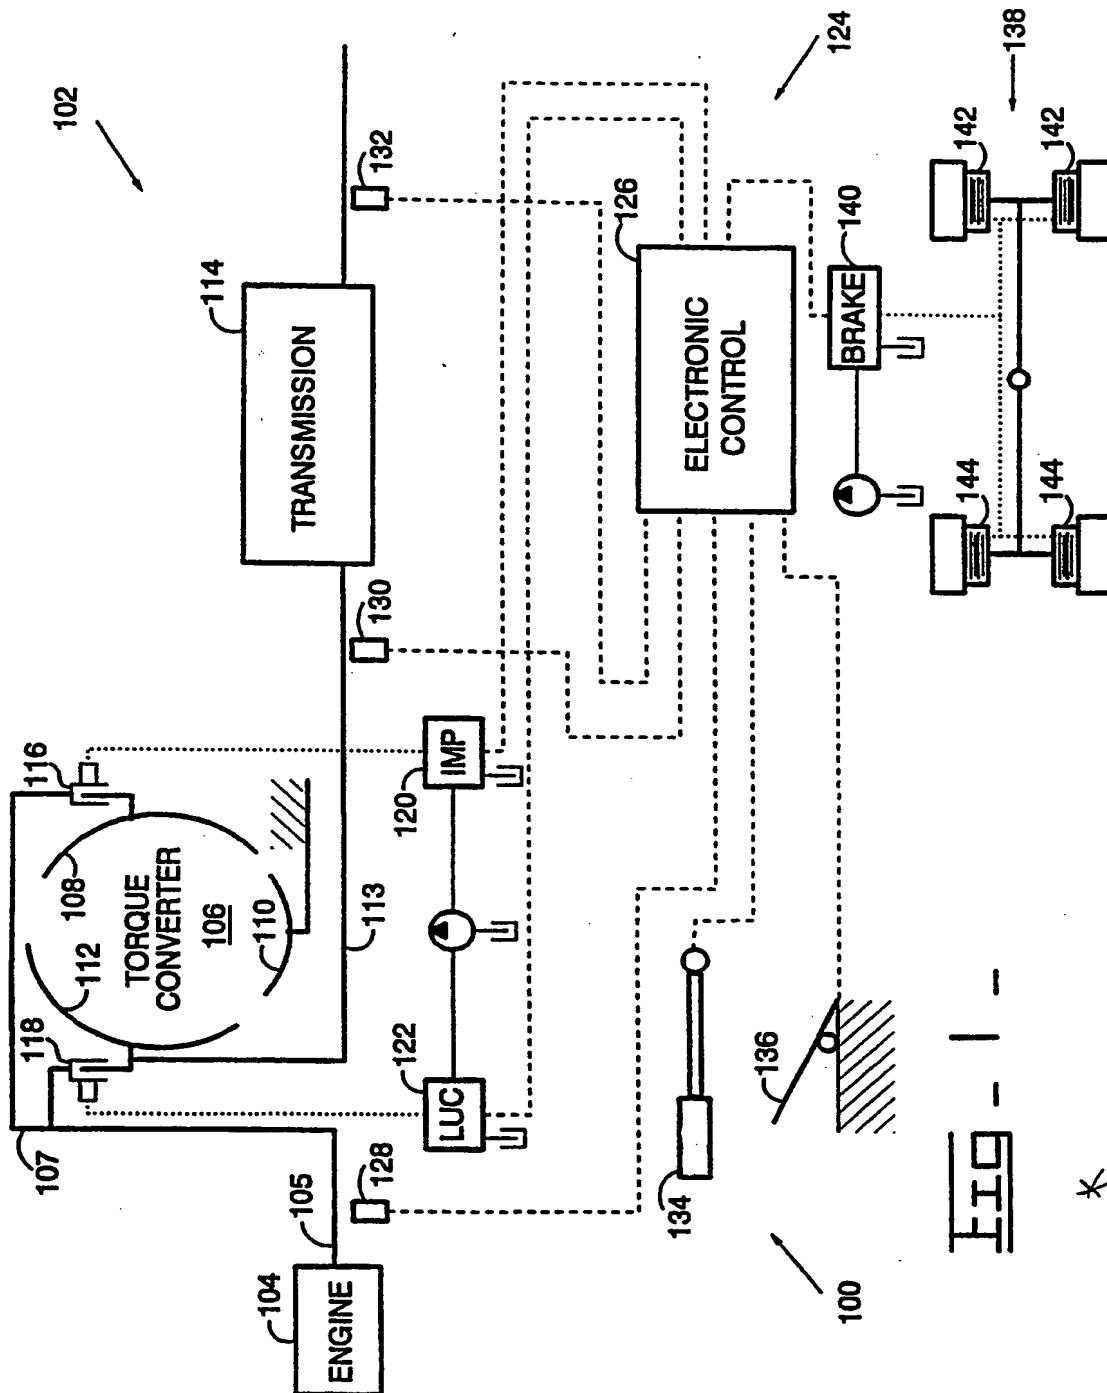 102
104
ENGINE
105
107
128
118
112
108
TORQUE
CONVERTER
106
110
116
113
130
114
TRANSMISSION
132
122
LUC
120
IMP
134
136
100
126
ELECTRONIC
CONTROL
124
140
BRAKE
138
142
142
144
144
FIG. 1.